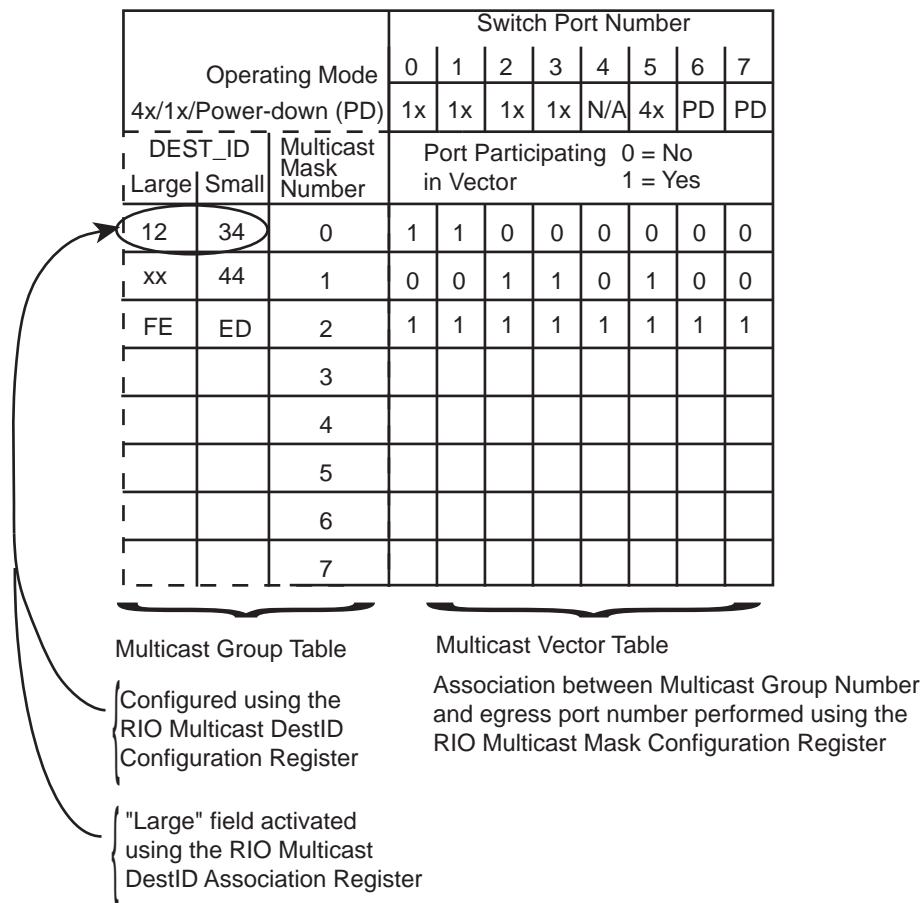 Switch Port Number
Operating Mode 0 1 2 3 4 5 6 7
4x/1x/Power-down (PD) 1x 1x 1x 1x N/A 4x PD PD
DEST_ID
Large Small
Multicast
Mask
Number
Port Participating 0 = No
in Vector 1 = Yes
12 34 0 1 1 0 0 0 0 0 0
xx 44 1 0 0 1 1 0 1 0 0
FE ED 2 1 1 1 1 1 1 1 1
3
4
5
6
7
Multicast Group Table
Configured using the
RIO Multicast DestID
Configuration Register
"Large" field activated
using the RIO Multicast
DestID Association Register
Multicast Vector Table
Association between Multicast Group Number
and egress port number performed using the
RIO Multicast Mask Configuration Register